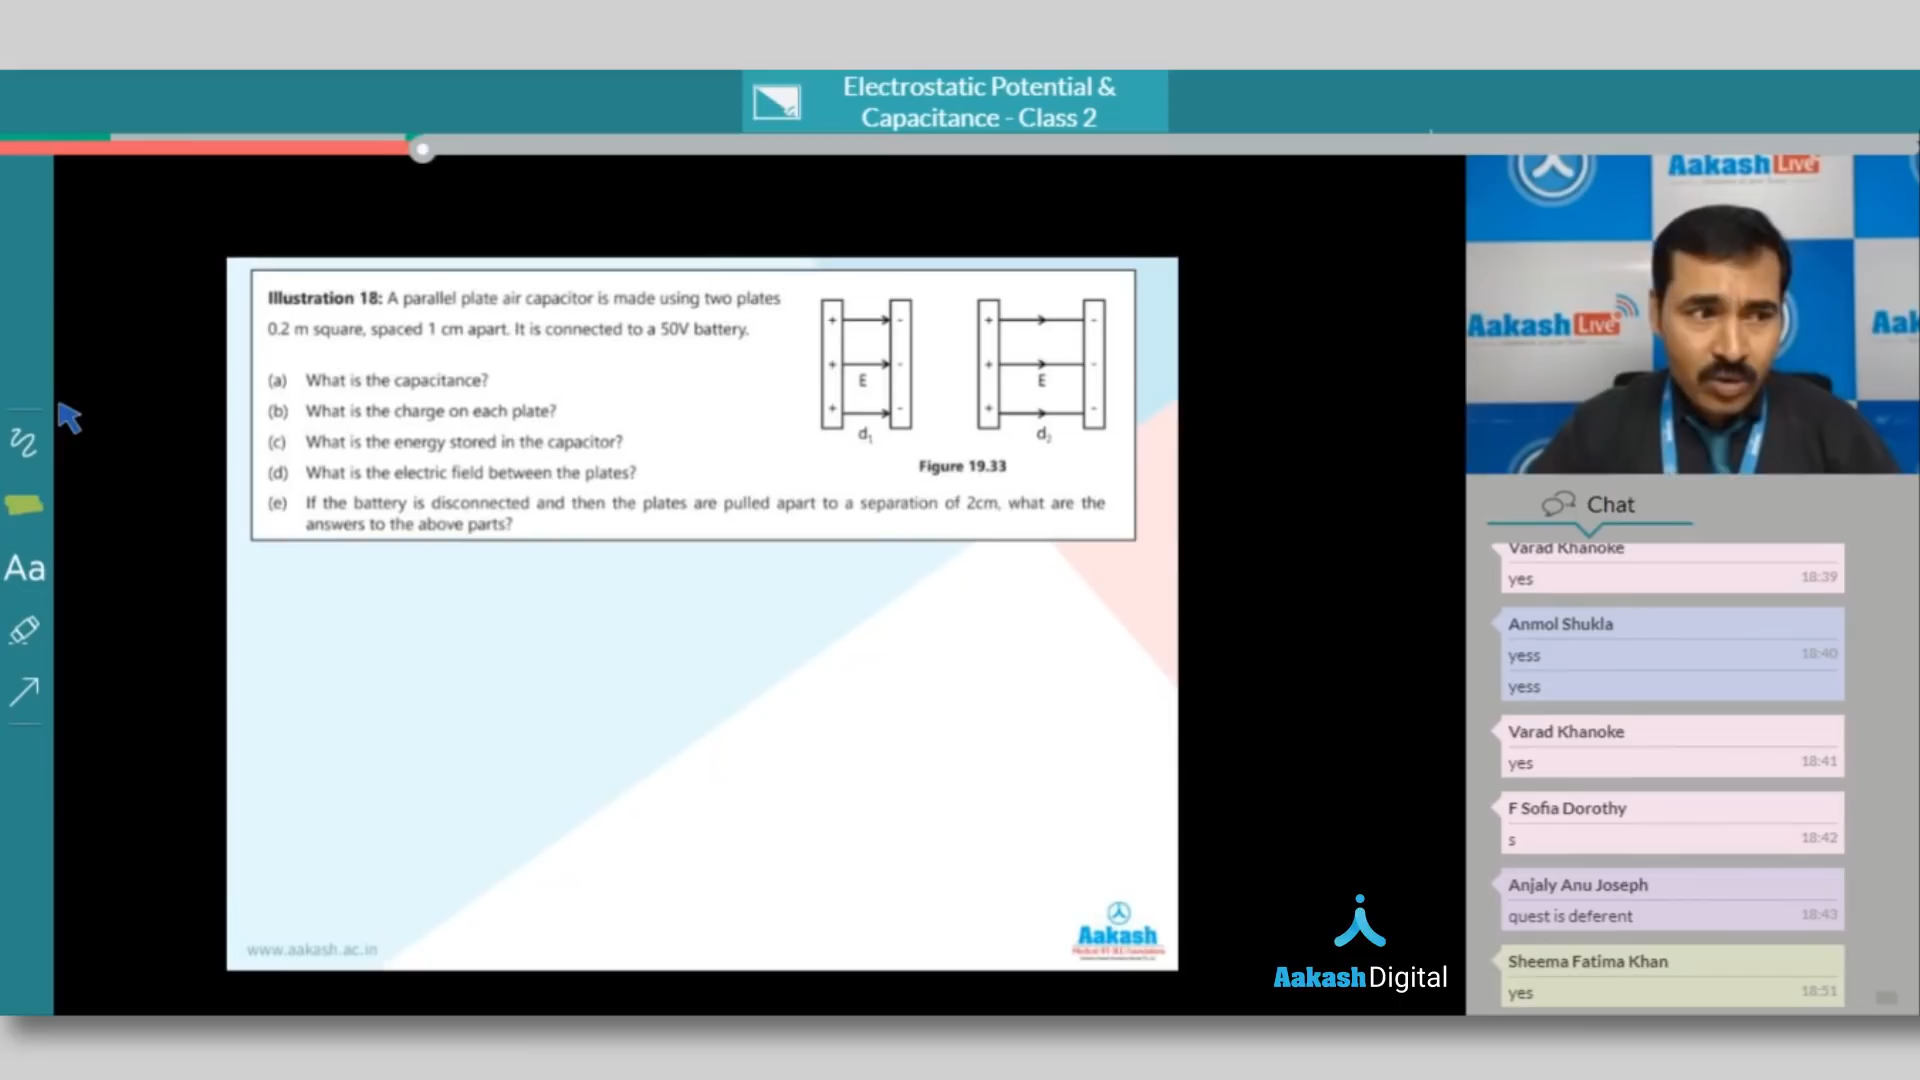 Electrostatic Potential &
Capacitance - Class 2
Aakash Live
Aakash Live
Aak
Illustration 18: A parallel plate air capacitor is made using two plates
0.2 m square, spaced 1 cm apart. It is connected to a 50V battery.
(a) What is the capacitance?
(b) What is the charge on each plate?
(c) What is the energy stored in the capacitor?
(d) What is the electric field between the plates?
(e) If the battery is disconnected and then the plates are pulled apart to a separation of 2cm, what are the
answers to the above parts?
+ - + -
+ - + -
E E
+ - + -
d₁ d₂
Figure 19.33
Aa
www.aakash.ac.in
Aakash
Aakash Digital
Chat
Varad Khanoke
yes 18:39
Anmol Shukla
yess 18:40
yess
Varad Khanoke
yes 18:41
F Sofia Dorothy
s 18:42
Anjaly Anu Joseph
quest is deferent 18:43
Sheema Fatima Khan
yes 18:51